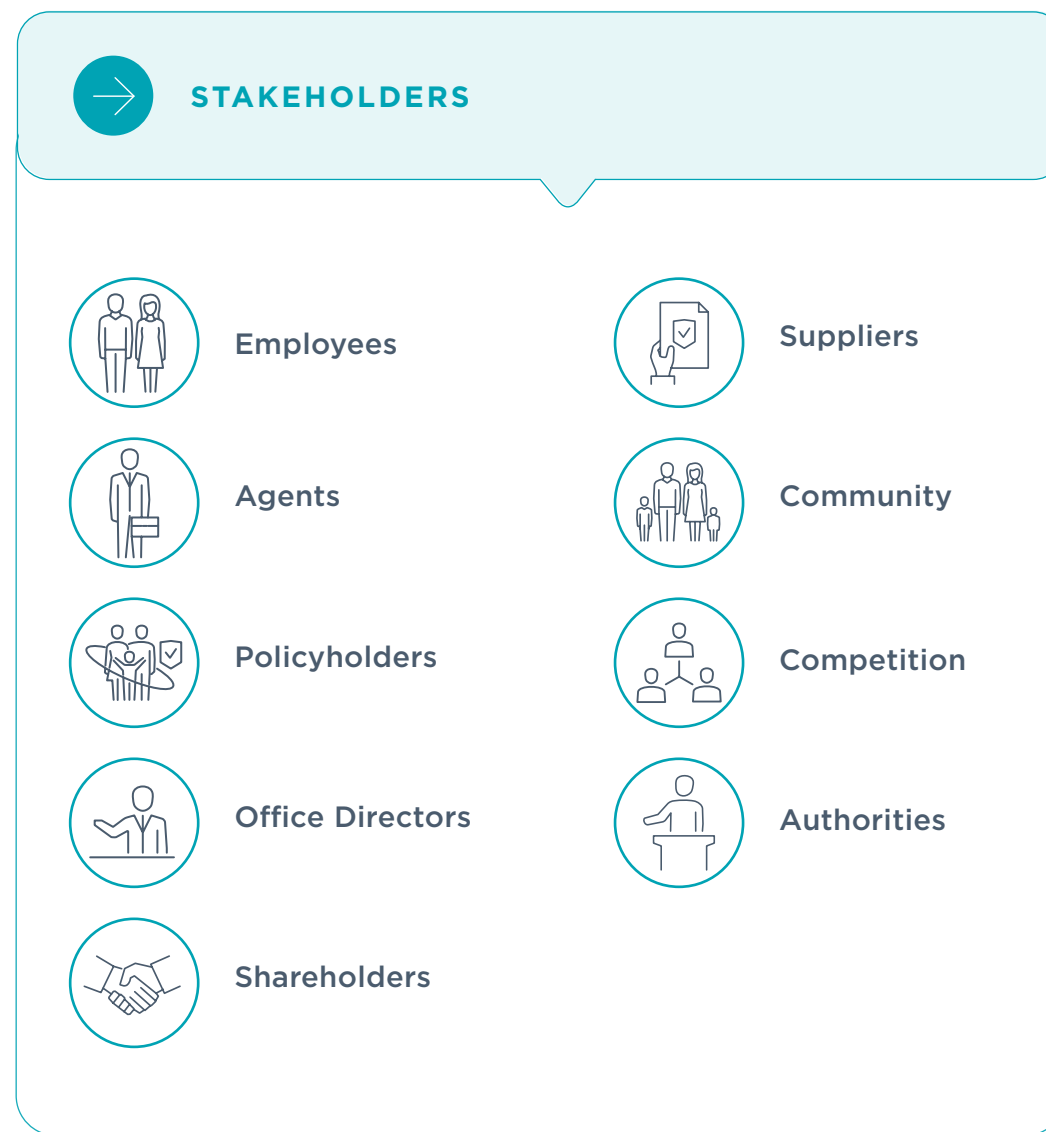 STAKEHOLDERS
Employees
Agents
Policyholders
Office Directors
Shareholders
Suppliers
Community
Competition
Authorities